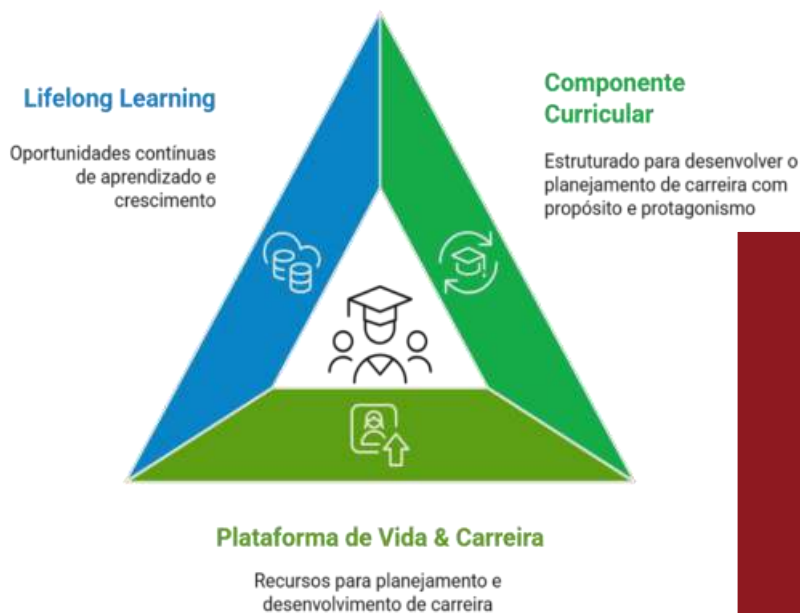 Lifelong Learning
Oportunidades contínuas
de aprendizado e
crescimento
Componente
Curricular
Estruturado para desenvolver o
planejamento de carreira com
propósito e protagonismo
Plataforma de Vida & Carreira
Recursos para planejamento e
desenvolvimento de carreira